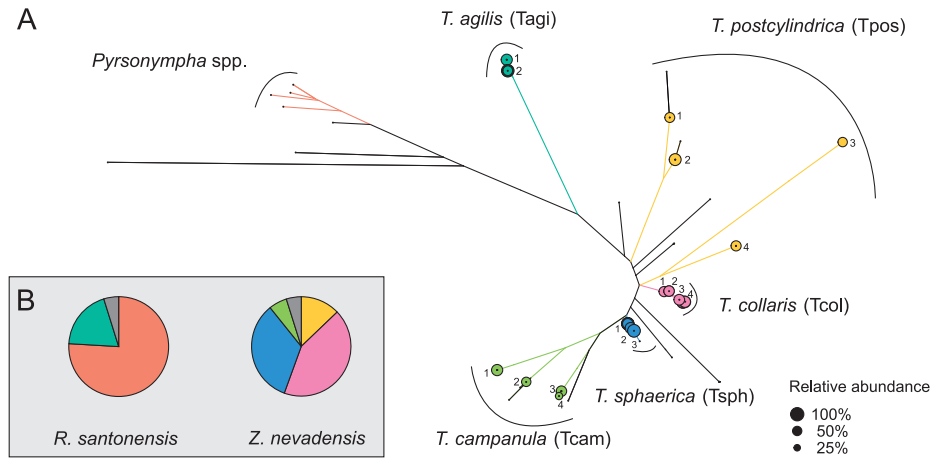 A
T. agilis (Tagi)
T. postcylindrica (Tpos)
Pyrsonympha spp.
1
2
1
2
3
4
1 2
3
4
T. collaris (Tcol)
B
1
2
3
1
2
3
4
T. sphaerica (Tsph)
T. campanula (Tcam)
R. santonensis
Z. nevadensis
Relative abundance
100%
50%
25%